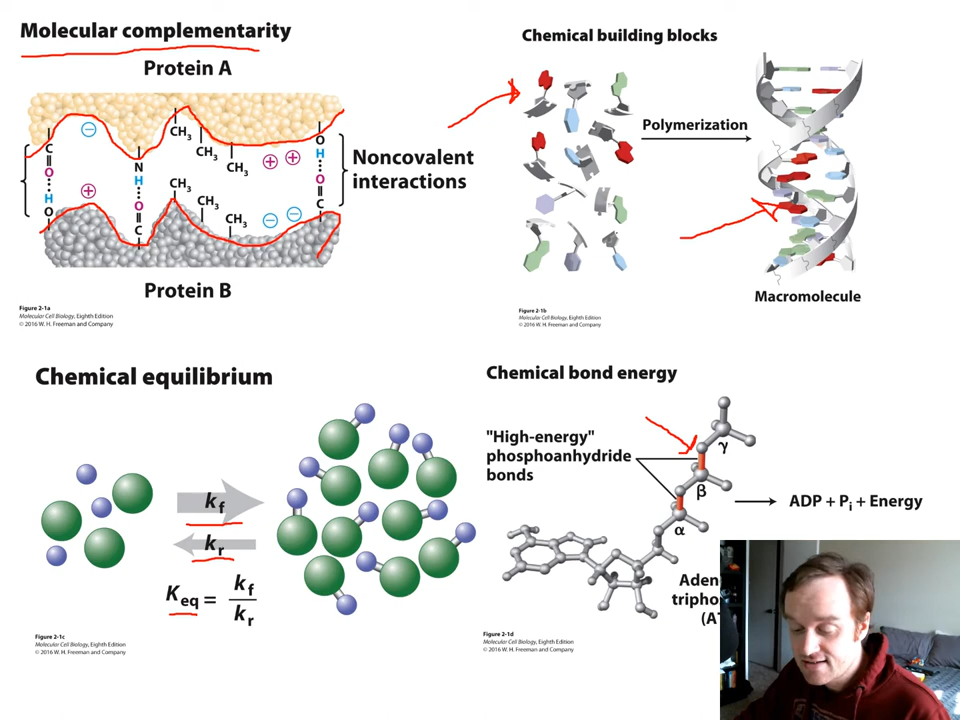 Molecular complementarity
Protein A
⊖
C
O
H
O
N
H
O
C
CH3
CH3
CH3
⊕ ⊕
O
H
O
C
⊕
CH3
CH3
CH3
⊖ ⊖
Noncovalent
interactions
Protein B
Figure 2-1a
Molecular Cell Biology, Eighth Edition
© 2016 W. H. Freeman and Company
Chemical building blocks
Polymerization
Macromolecule
Figure 2-1b
Molecular Cell Biology, Eighth Edition
© 2016 W. H. Freeman and Company
Chemical equilibrium
kf
kr
Keq = kf
kr
Figure 2-1c
Molecular Cell Biology, Eighth Edition
© 2016 W. H. Freeman and Company
Chemical bond energy
"High-energy"
phosphoanhydride
bonds
γ
β
α
ADP + Pi + Energy
Aden
tripho
(A
Figure 2-1d
Molecular Cell Biology, Eighth Edition
© 2016 W. H. Freeman and Company